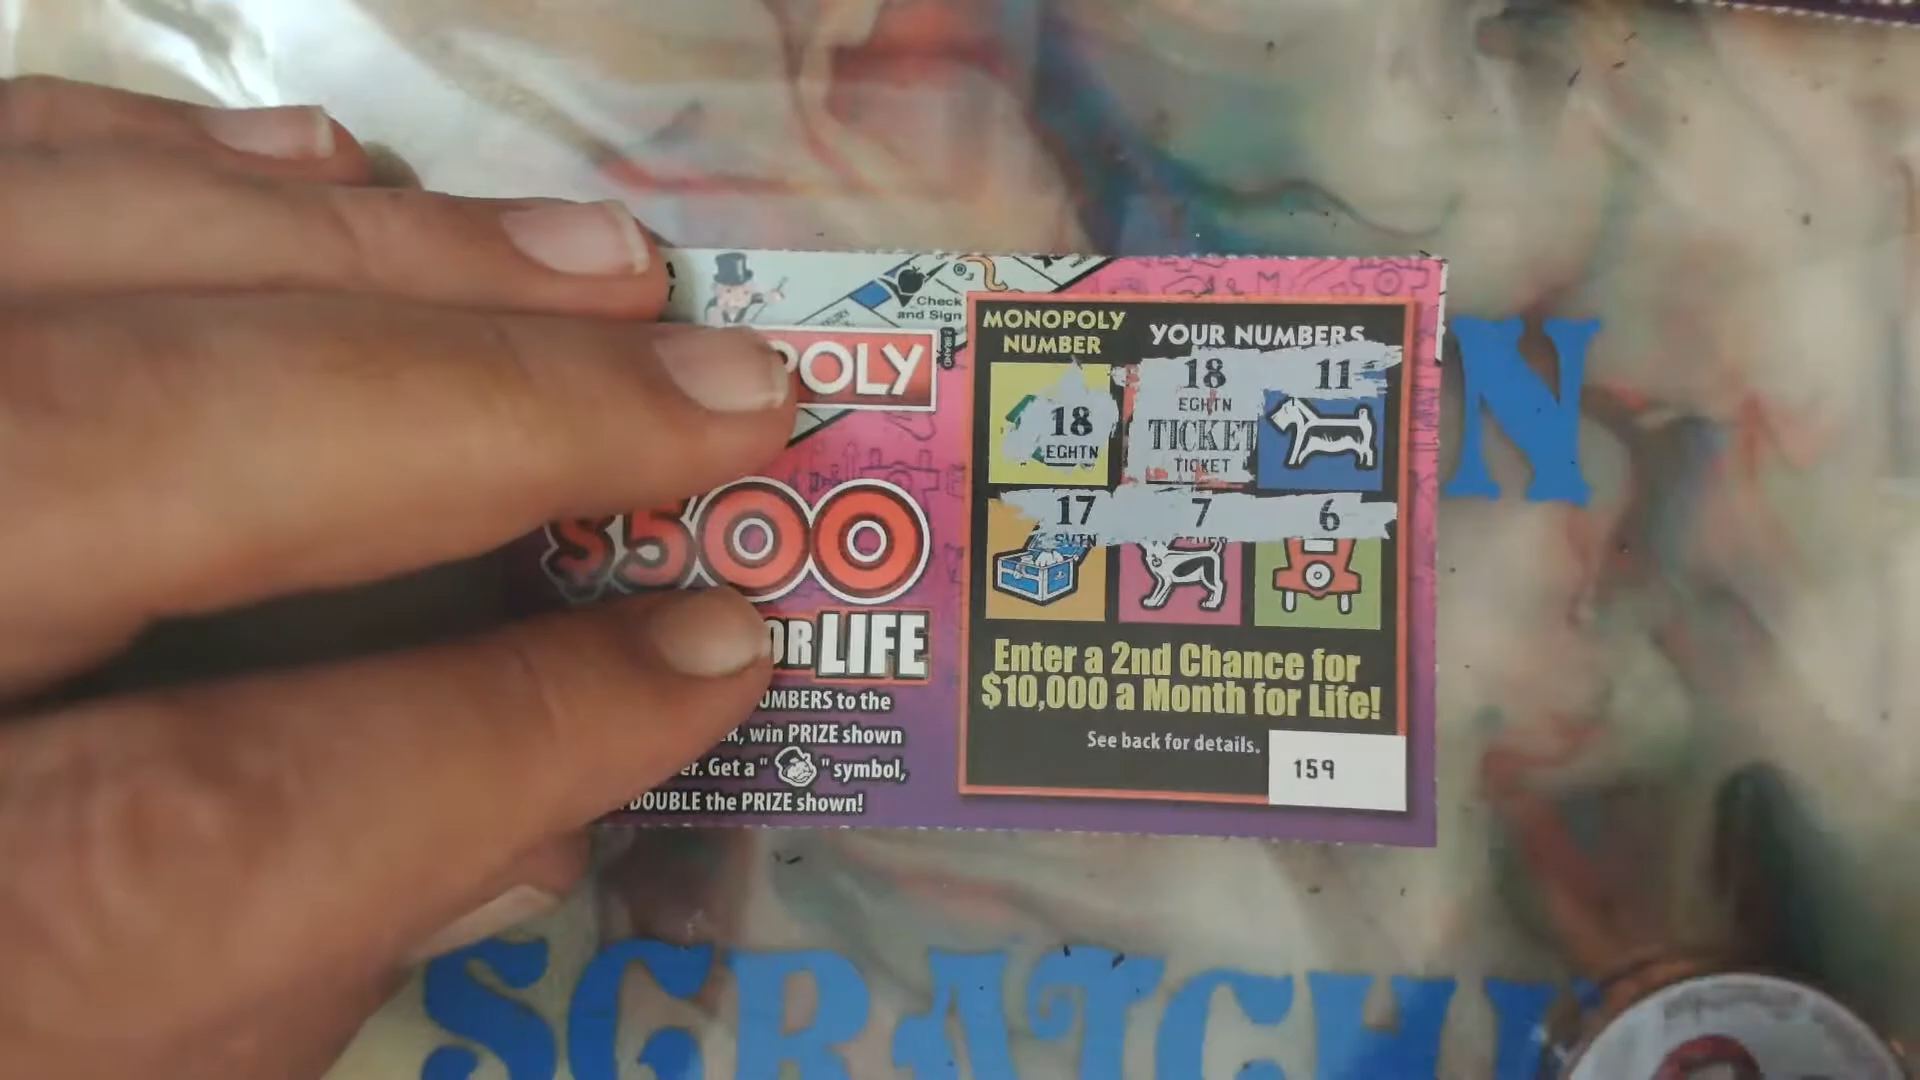 Check
and Sign
POLY
BRAND
$500
OR LIFE
UMBERS to the
R, win PRIZE shown
er. Get a " " symbol,
DOUBLE the PRIZE shown!
MONOPOLY
NUMBER
YOUR NUMBERS
18
EGHTN
18
EGHTN
TICKET
TICKET
11
17
SVTN
7
6
Enter a 2nd Chance for
$10,000 a Month for Life!
See back for details.
159
N
SCRATCH